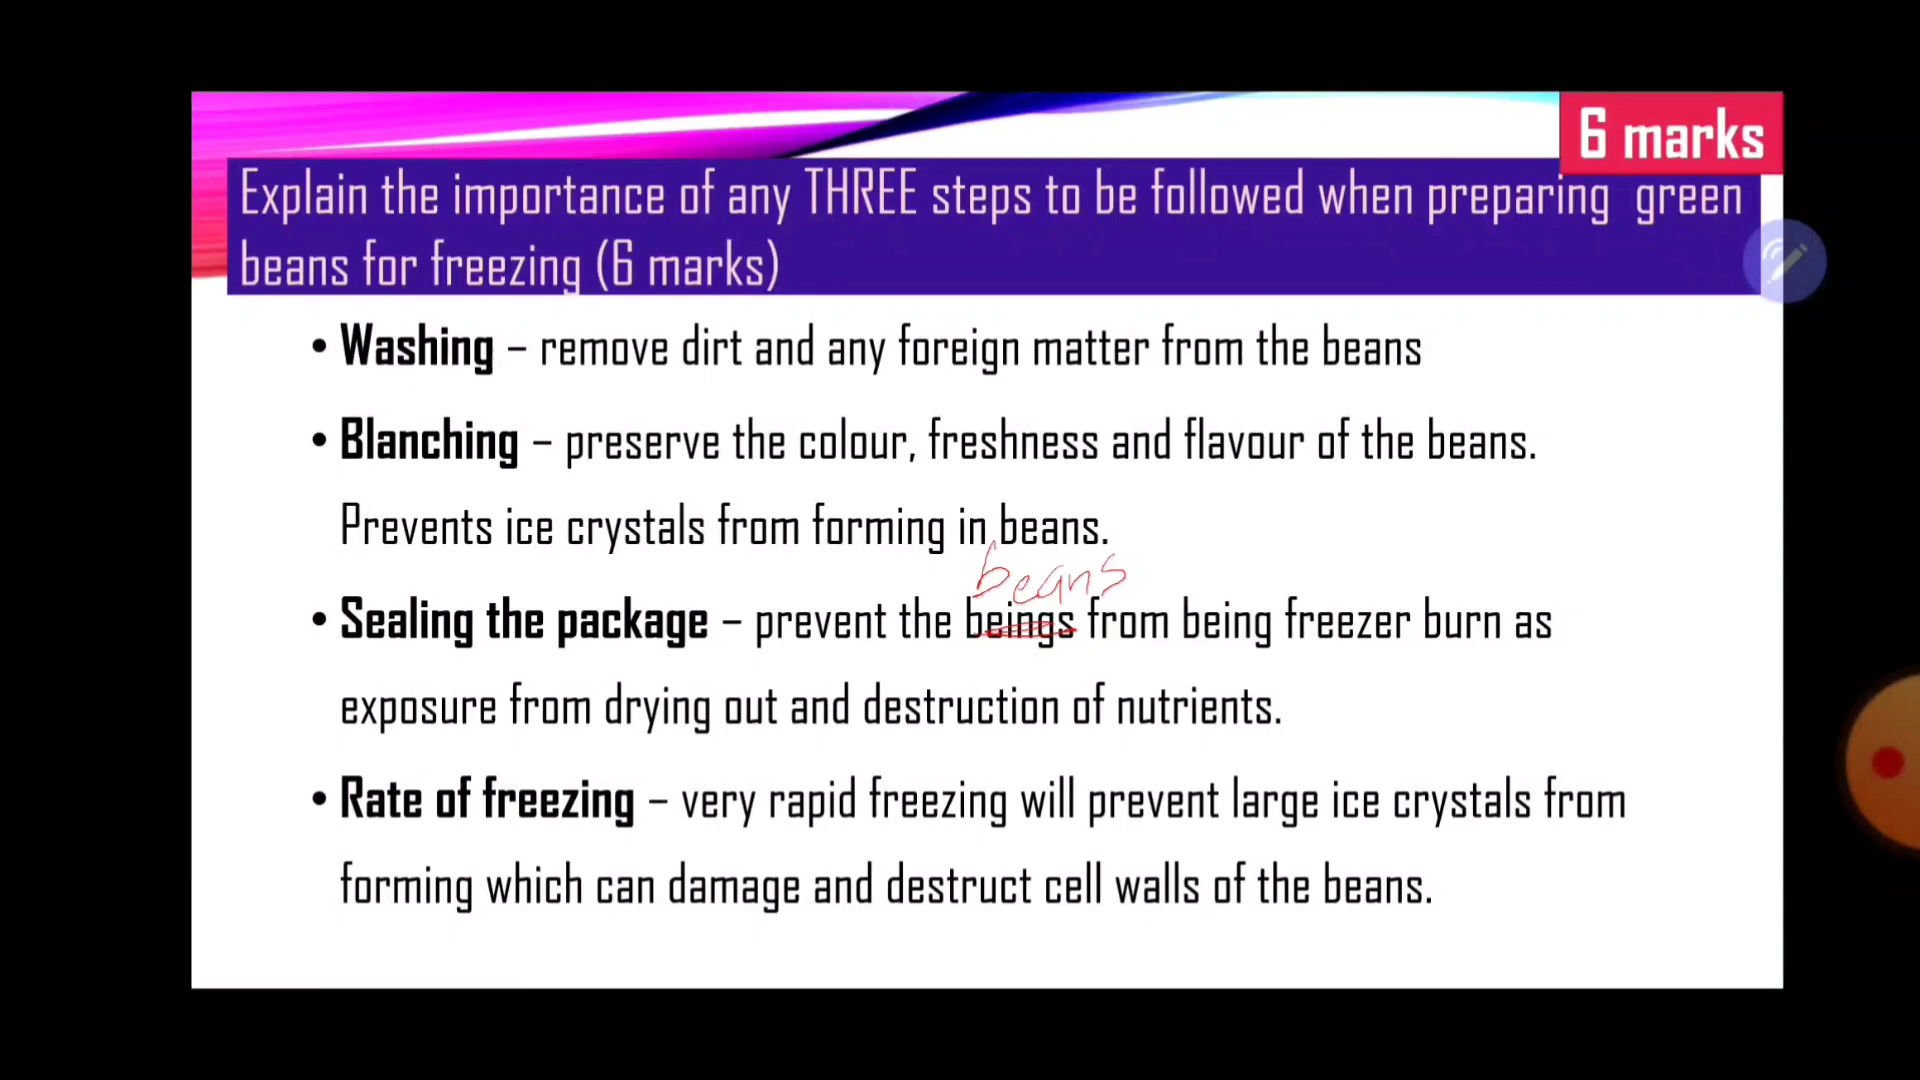 6 marks
Explain the importance of any THREE steps to be followed when preparing green
beans for freezing (6 marks)
• Washing – remove dirt and any foreign matter from the beans
• Blanching – preserve the colour, freshness and flavour of the beans.
Prevents ice crystals from forming in beans.
beans
• Sealing the package – prevent the beings from being freezer burn as
exposure from drying out and destruction of nutrients.
• Rate of freezing – very rapid freezing will prevent large ice crystals from
forming which can damage and destruct cell walls of the beans.